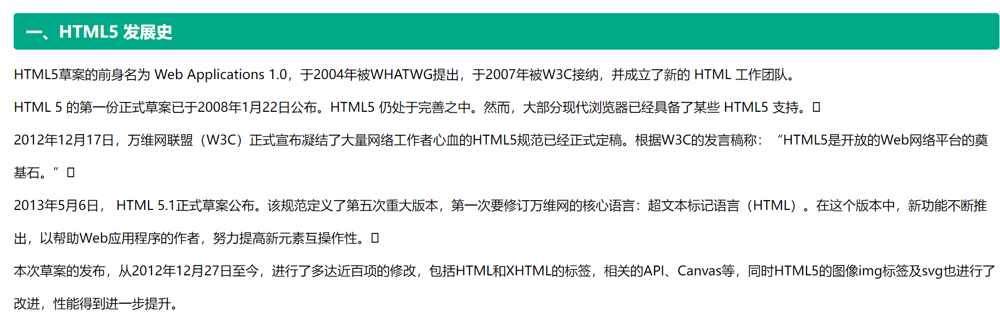 一、HTML5 发展史
HTML5草案的前身名为 Web Applications 1.0，于2004年被WHATWG提出，于2007年被W3C接纳，并成立了新的 HTML 工作团队。
HTML 5 的第一份正式草案已于2008年1月22日公布。HTML5 仍处于完善之中。然而，大部分现代浏览器已经具备了某些 HTML5 支持。
2012年12月17日，万维网联盟（W3C）正式宣布凝结了大量网络工作者心血的HTML5规范已经正式定稿。根据W3C的发言稿称：“HTML5是开放的Web网络平台的奠
基石。”
2013年5月6日， HTML 5.1正式草案公布。该规范定义了第五次重大版本，第一次要修订万维网的核心语言：超文本标记语言（HTML）。在这个版本中，新功能不断推
出，以帮助Web应用程序的作者，努力提高新元素互操作性。
本次草案的发布，从2012年12月27日至今，进行了多达近百项的修改，包括HTML和XHTML的标签，相关的API、Canvas等，同时HTML5的图像img标签及svg也进行了
改进，性能得到进一步提升。